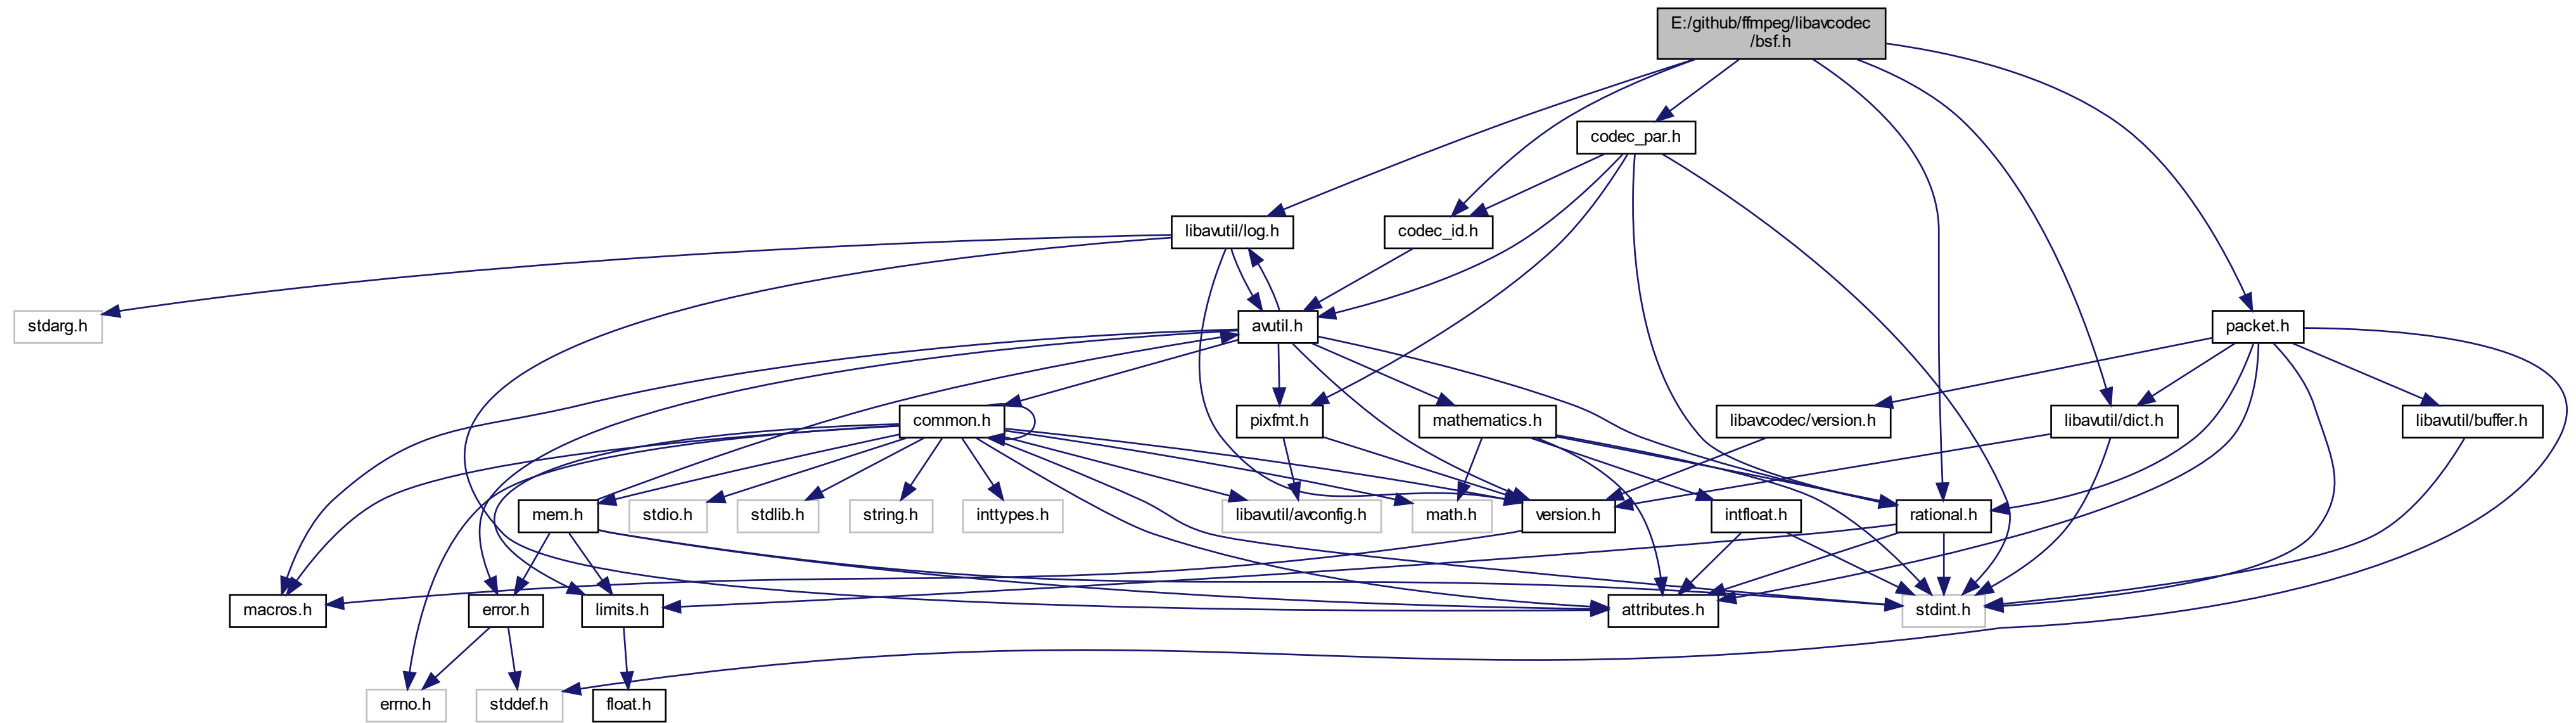 E:/github/ffmpeg/libavcodec
/bsf.h
codec_par.h
libavutil/log.h
codec_id.h
stdarg.h
avutil.h
packet.h
common.h
pixfmt.h
mathematics.h
libavcodec/version.h
libavutil/dict.h
libavutil/buffer.h
mem.h
stdio.h
stdlib.h
string.h
inttypes.h
libavutil/avconfig.h
math.h
version.h
intfloat.h
rational.h
macros.h
error.h
limits.h
attributes.h
stdint.h
errno.h
stddef.h
float.h